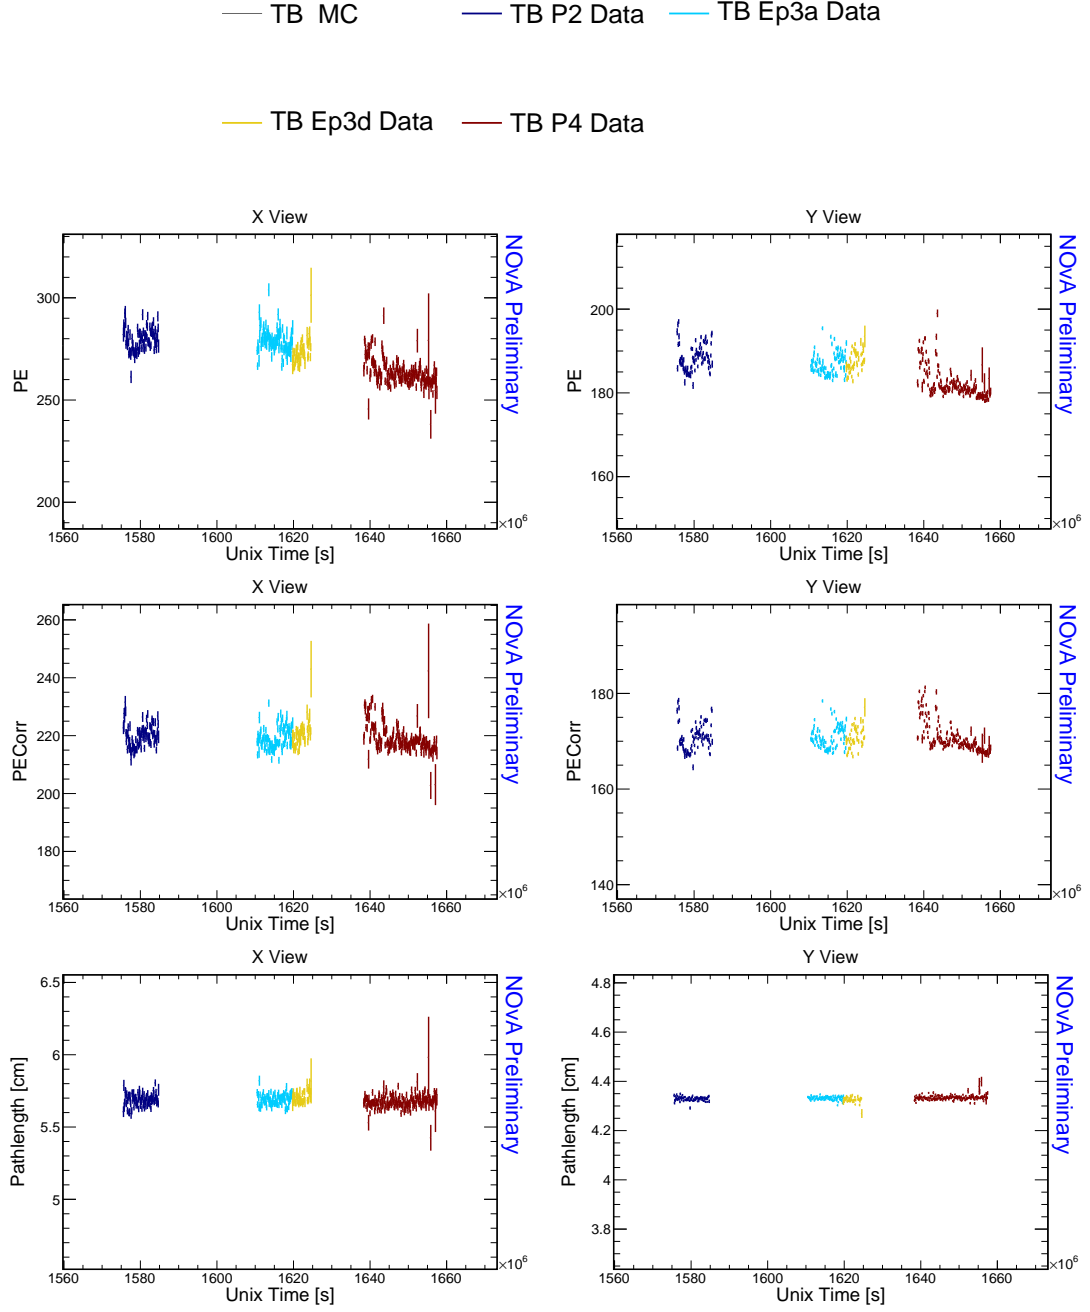 TB MC
TB P2 Data
TB Ep3a Data
TB Ep3d Data
TB P4 Data
X View
300
250
200
PE
1560 1580 1600 1620 1640 1660
×10⁶
Unix Time [s]
NOvA Preliminary
Y View
200
180
160
PE
1560 1580 1600 1620 1640 1660
×10⁶
Unix Time [s]
NOvA Preliminary
X View
260
240
220
200
180
PECorr
1560 1580 1600 1620 1640 1660
×10⁶
Unix Time [s]
NOvA Preliminary
Y View
180
160
140
PECorr
1560 1580 1600 1620 1640 1660
×10⁶
Unix Time [s]
NOvA Preliminary
X View
6.5
6
5.5
5
Pathlength [cm]
1560 1580 1600 1620 1640 1660
×10⁶
Unix Time [s]
NOvA Preliminary
Y View
4.8
4.6
4.4
4.2
4
3.8
Pathlength [cm]
1560 1580 1600 1620 1640 1660
×10⁶
Unix Time [s]
NOvA Preliminary